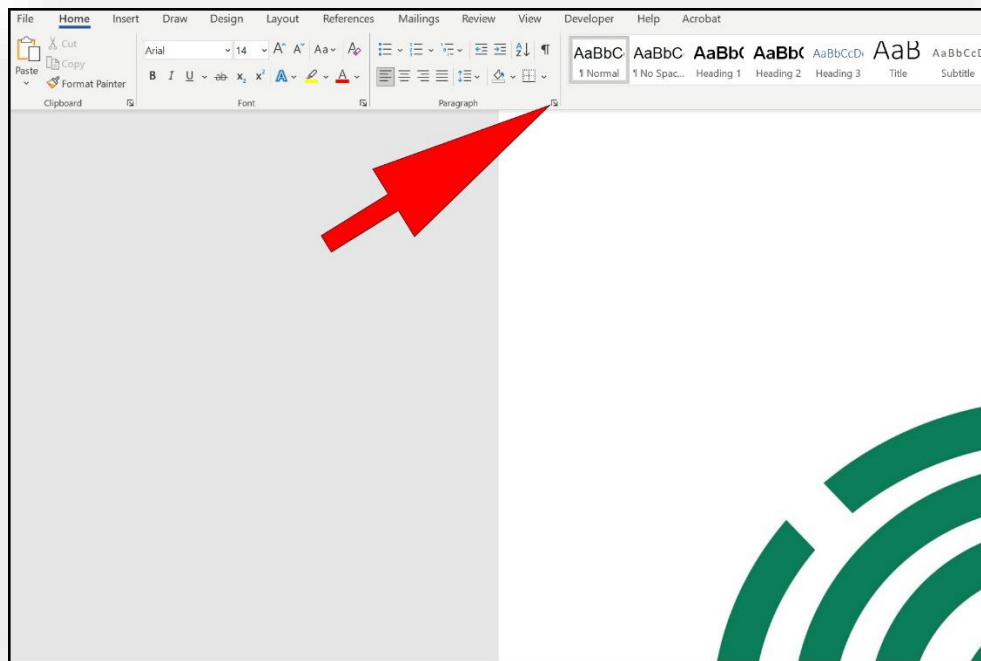 File Home Insert Draw Design Layout References Mailings Review View Developer Help Acrobat
Cut
Copy
Paste
Format Painter
Arial 14 A A Aa A
B I U ab x₂ x² A A
¶
AaBbC AaBbC AaBb( AaBb( AaBbCcD AaB AaBbCcD
¶ Normal ¶ No Spac... Heading 1 Heading 2 Heading 3 Title Subtitle
Clipboard Font Paragraph